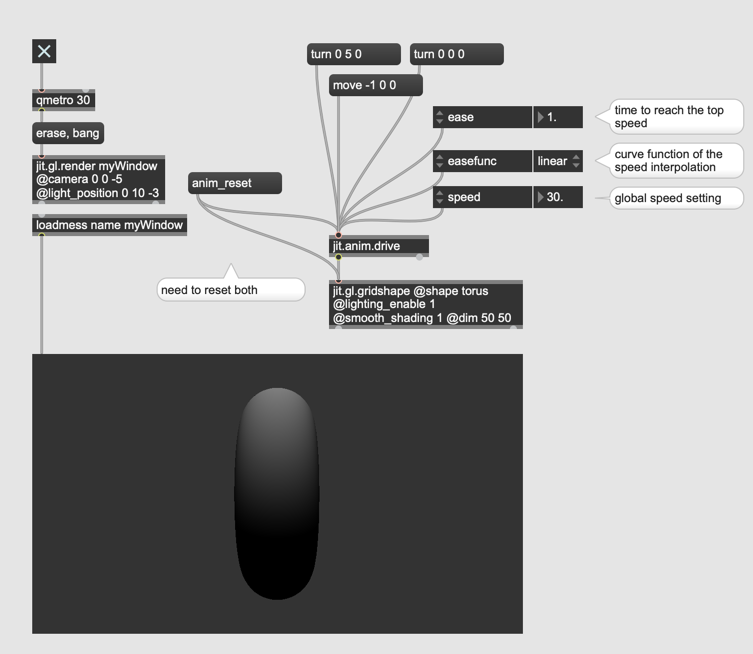 turn 0 5 0
turn 0 0 0
move -1 0 0
qmetro 30
ease
1.
time to reach the top
speed
erase, bang
easefunc
linear
curve function of the
speed interpolation
jit.gl.render myWindow
@camera 0 0 -5
@light_position 0 10 -3
anim_reset
speed
30.
global speed setting
loadmess name myWindow
jit.anim.drive
need to reset both
jit.gl.gridshape @shape torus
@lighting_enable 1
@smooth_shading 1 @dim 50 50